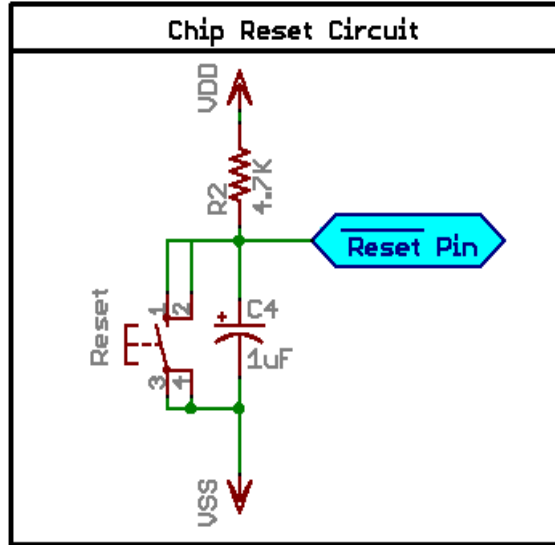 Chip Reset Circuit
VDD
R2
4.7K
Reset Pin
Reset
1
2
3
4
+
C4
1uF
VSS